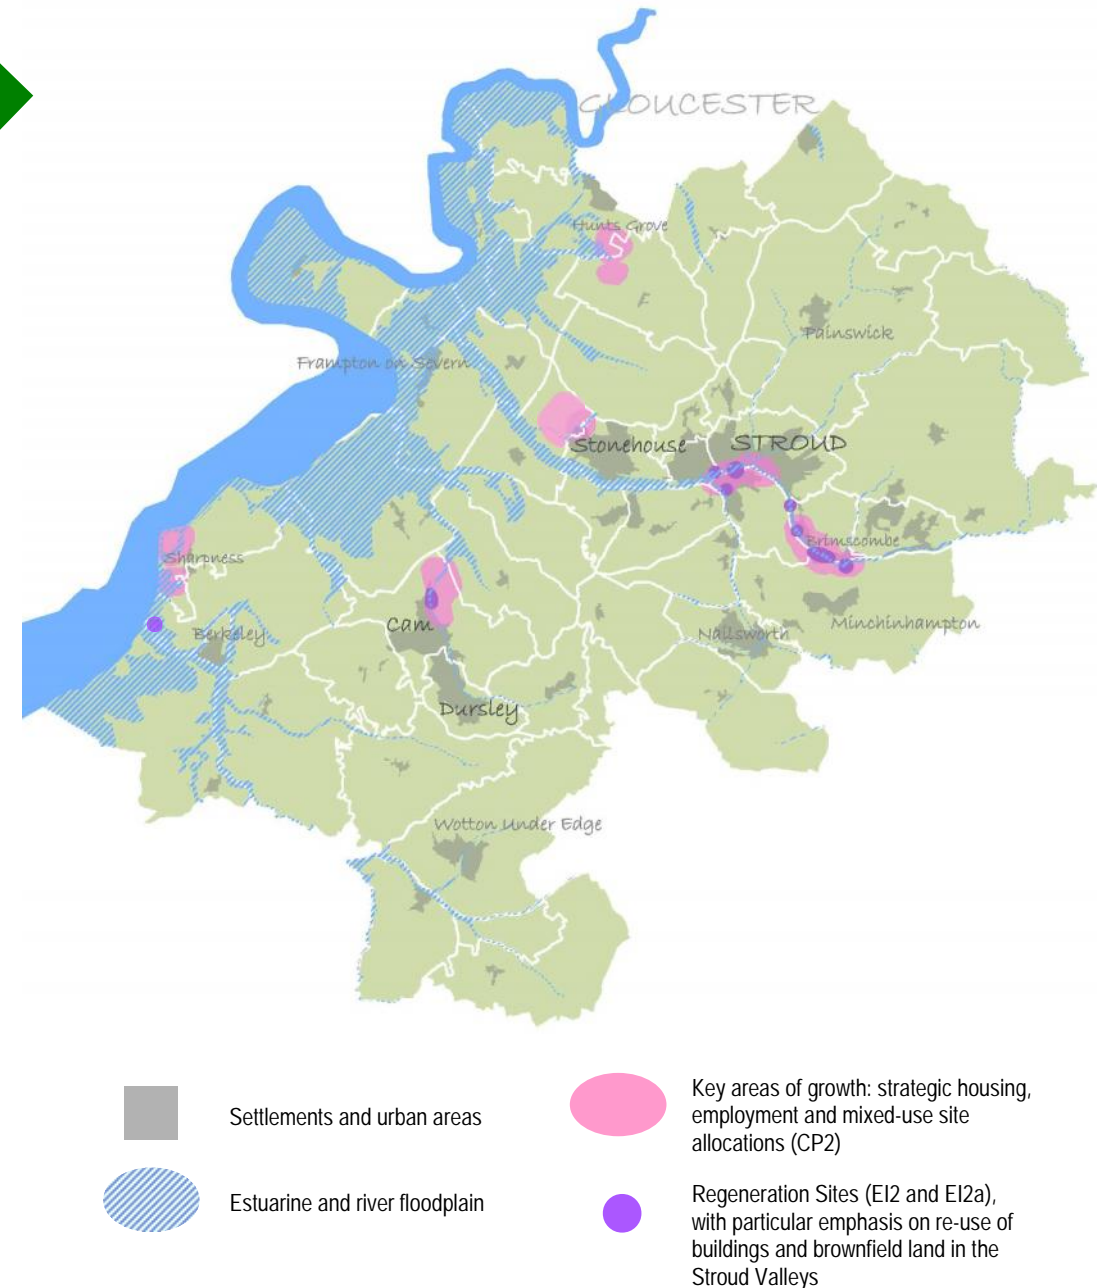 GLOUCESTER
Hunts Grove
Painswick
Frampton on Severn
STROUD
Stonehouse
Brimscombe
Sharpness
Minchinhampton
Cam
Berkeley
Nailsworth
Dursley
Wotton Under Edge
Settlements and urban areas
Estuarine and river floodplain
Key areas of growth: strategic housing,
employment and mixed-use site
allocations (CP2)
Regeneration Sites (EI2 and EI2a),
with particular emphasis on re-use of
buildings and brownfield land in the
Stroud Valleys